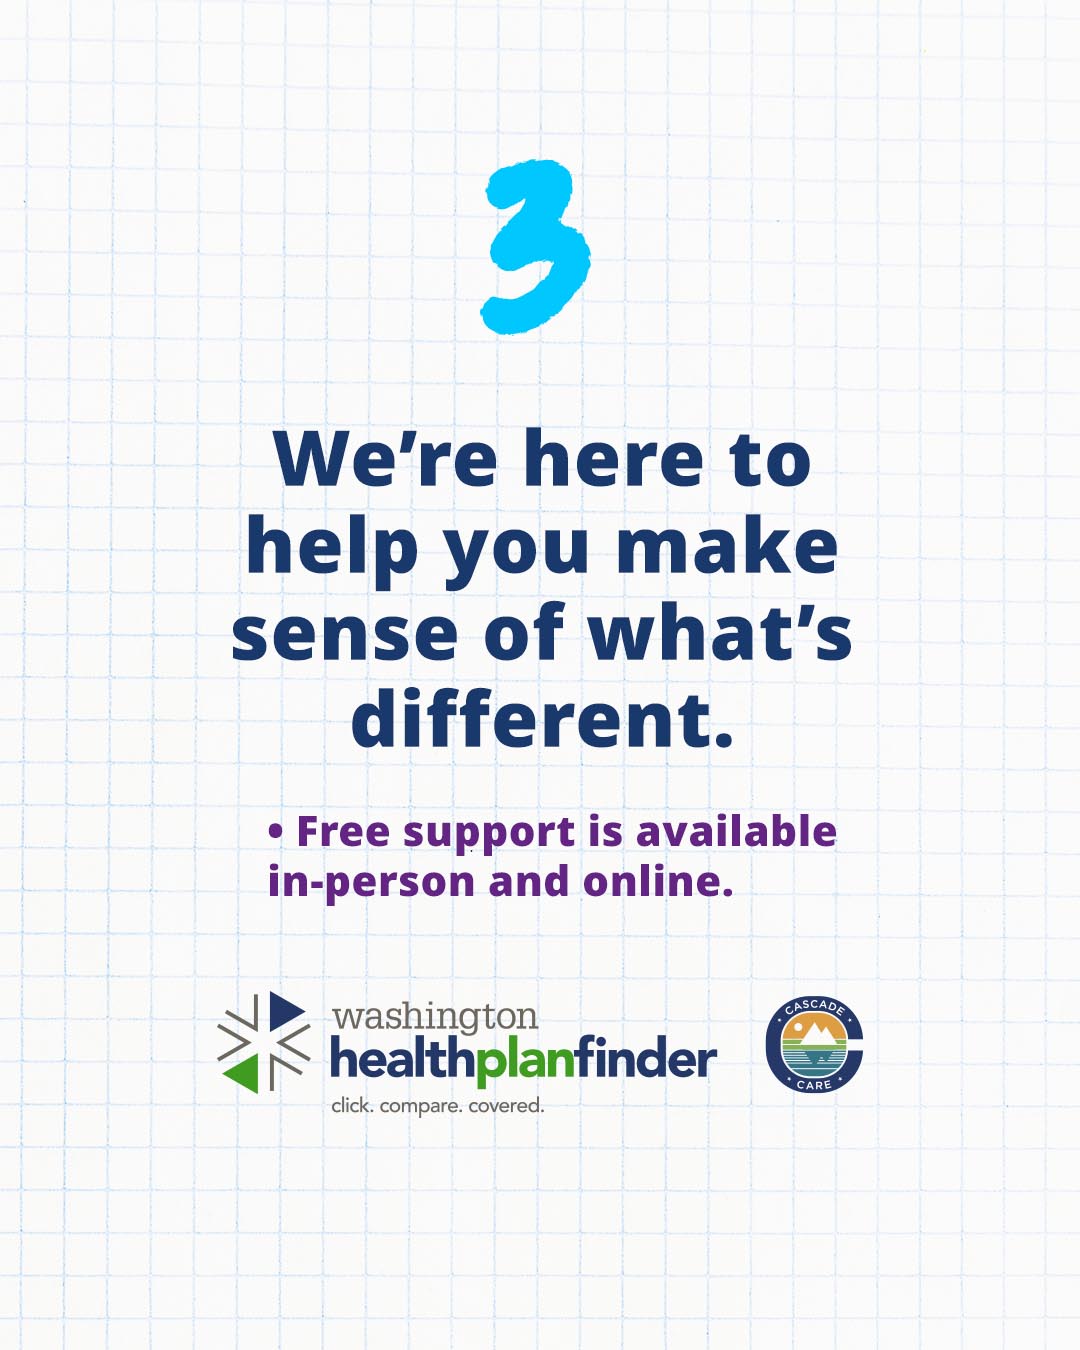 3
We’re here to
help you make
sense of what’s
different.
• Free support is available
in-person and online.
washington
healthplanfinder
click. compare. covered.
CASCADE
CARE